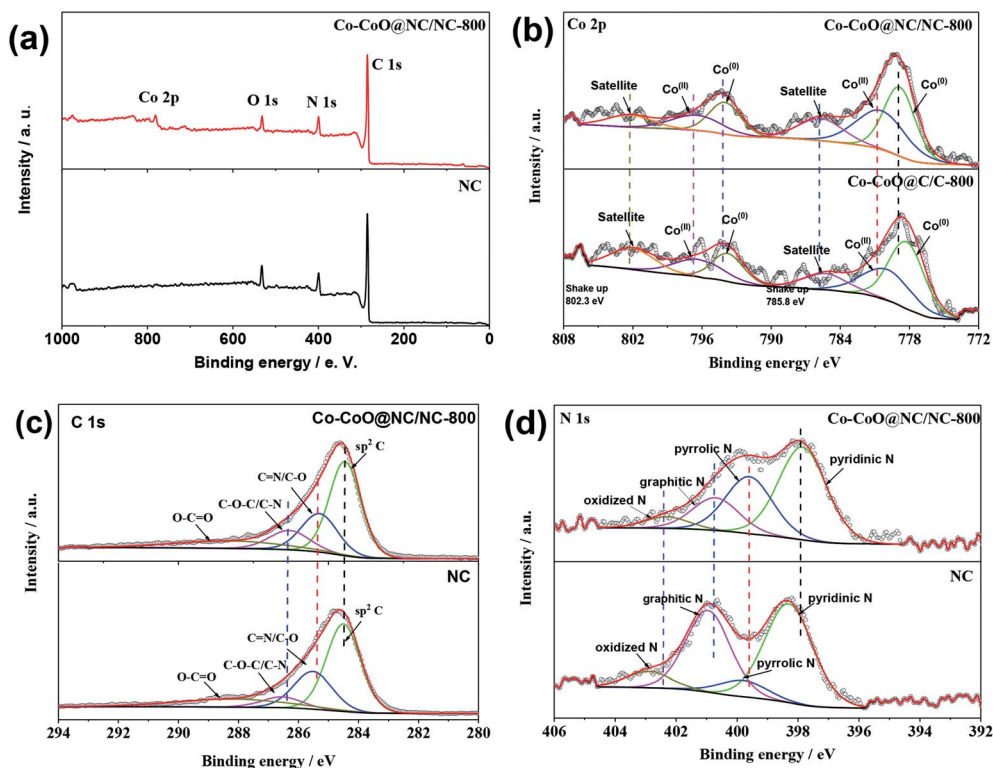 (a)
Co-CoO@NC/NC-800
C 1s
Co 2p
O 1s
N 1s
NC
Intensity / a. u.
1000 800 600 400 200 0
Binding energy / e. V.
(b)
Co 2p
Co-CoO@NC/NC-800
Satellite
Co(II)
Co(0)
Satellite
Co(II)
Co(0)
Co-CoO@C/C-800
Satellite
Co(II)
Co(0)
Satellite
Co(II)
Co(0)
Shake up
802.3 eV
Shake up
785.8 eV
Intensity / a.u.
808 802 796 790 784 778 772
Binding energy / eV
(c)
C 1s
Co-CoO@NC/NC-800
sp2 C
C=N/C-O
C-O-C/C-N
O-C=O
NC
sp2 C
C=N/C-O
C-O-C/C-N
O-C=O
Intensity / a.u.
294 292 290 288 286 284 282 280
Binding energy / eV
(d)
N 1s
Co-CoO@NC/NC-800
pyrrolic N
pyridinic N
graphitic N
oxidized N
NC
graphitic N
pyridinic N
oxidized N
pyrrolic N
Intensity / a.u.
406 404 402 400 398 396 394 392
Binding energy / eV